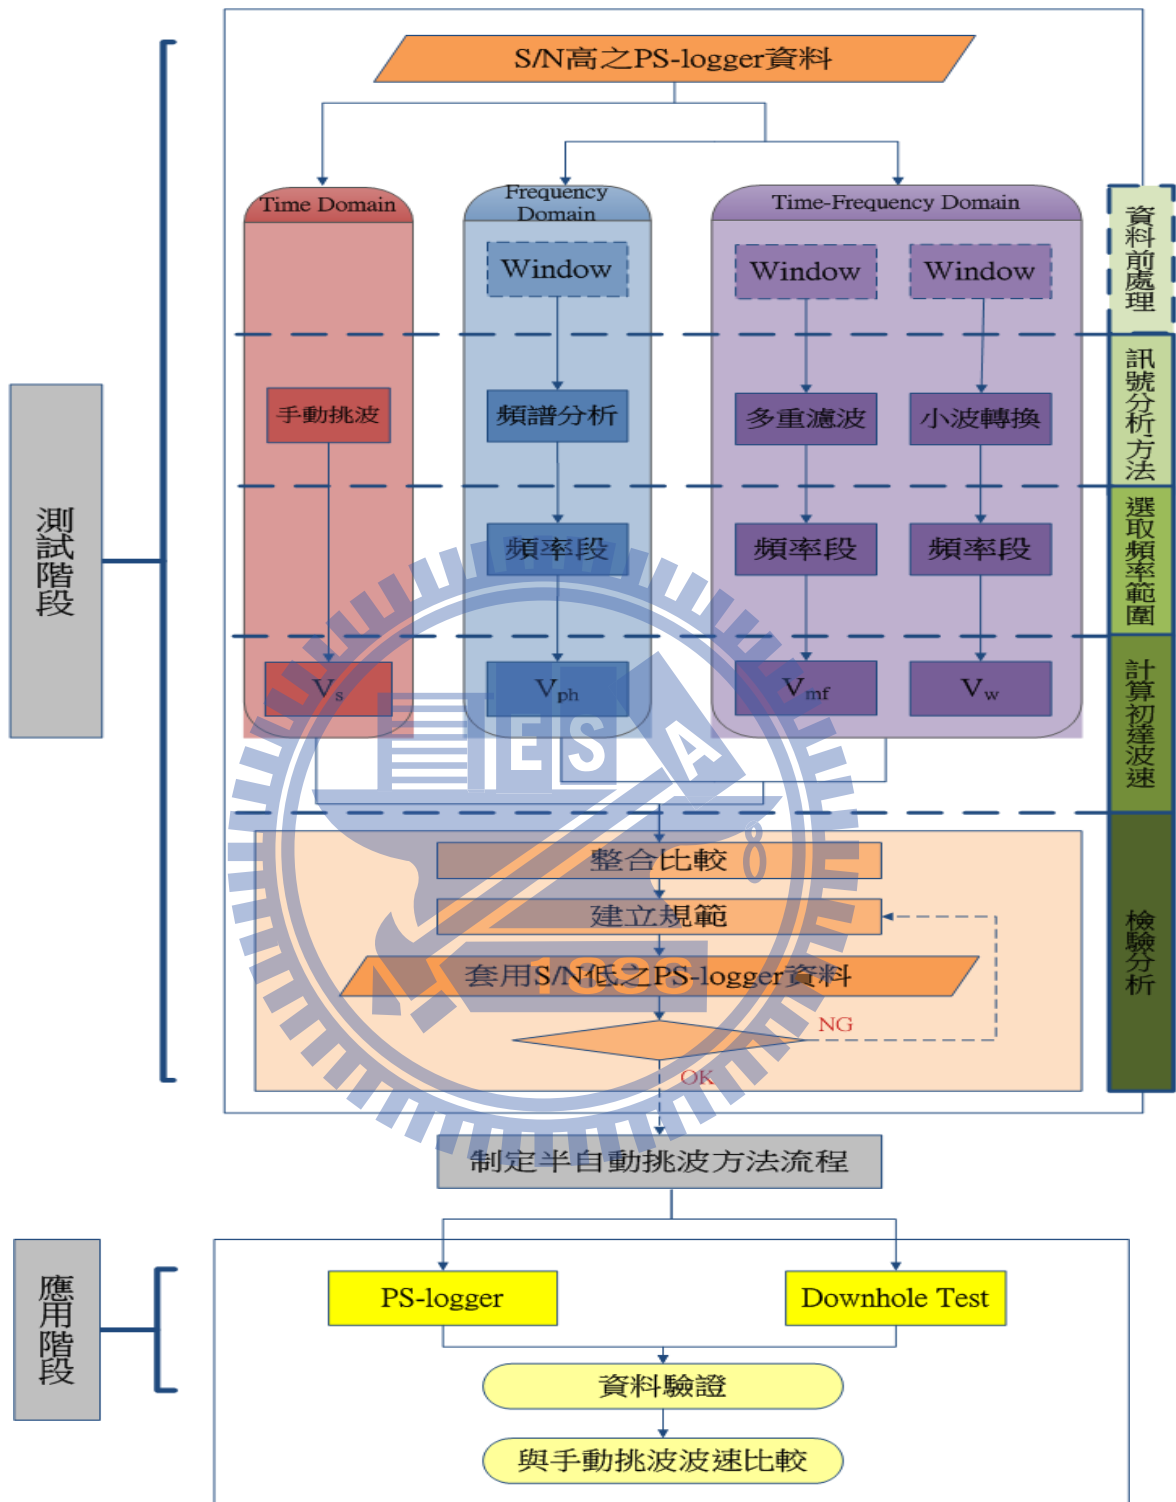 S/N高之PS-logger資料
Time Domain
Frequency
Domain
Time-Frequency Domain
資料前處理
Window
Window
Window
訊號分析方法
手動挑波
頻譜分析
多重濾波
小波轉換
選取頻率範圍
頻率段
頻率段
頻率段
測試階段
計算初達波速
Vs
Vph
Vmf
Vw
E S A
8
檢驗分析
整合比較
建立規範
套用S/N低之PS-logger資料
1896
NG
OK
制定半自動挑波方法流程
應用階段
PS-logger
Downhole Test
資料驗證
與手動挑波波速比較